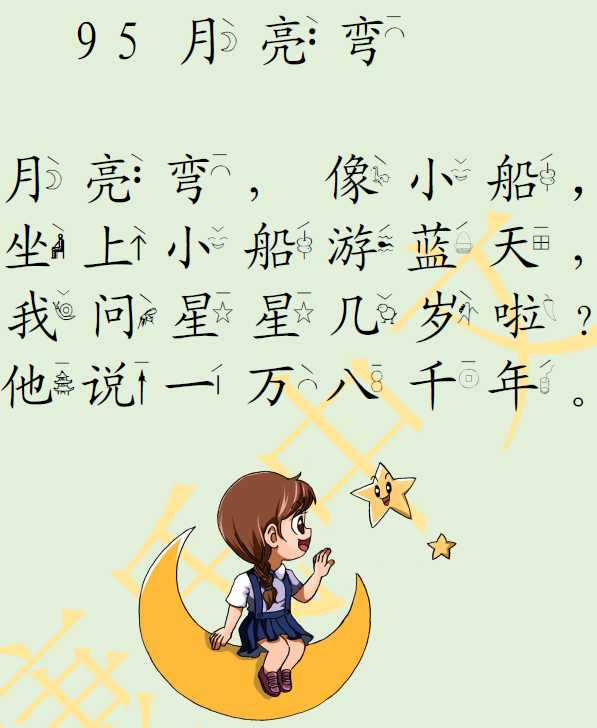 95 月亮弯
月亮弯，像小船，
坐上小船游蓝天，
我问星星几岁啦？
他说一万八千年。